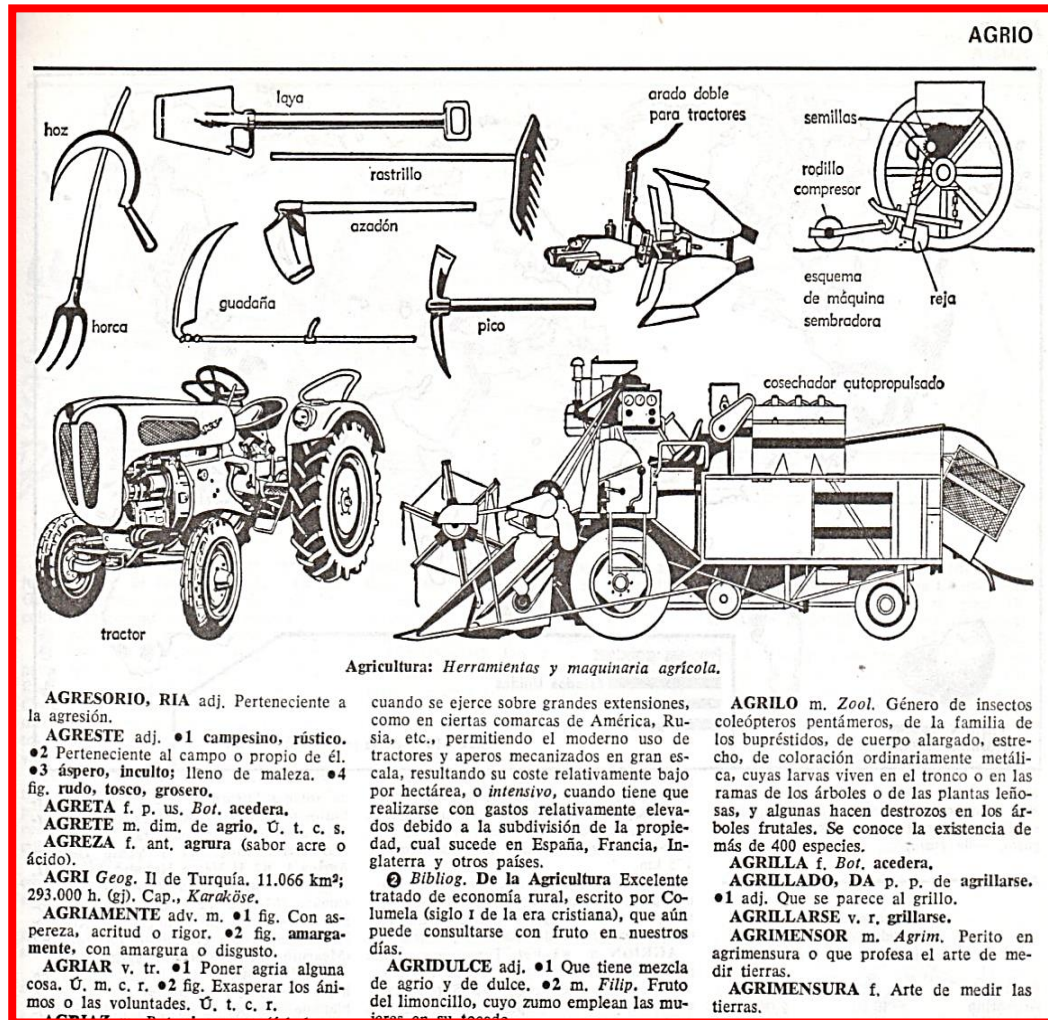 AGRIO
hoz
laya
rastrillo
azadón
guadaña
horca
pico
arado doble
para tractores
semillas
rodillo
compresor
esquema
de máquina
sembradora
reja
tractor
cosechador autopropulsado
Agricultura: Herramientas y maquinaria agrícola.
AGRESORIO, RIA adj. Perteneciente a
la agresión.
AGRESTE adj. ●1 campesino, rústico.
●2 Perteneciente al campo o propio de él.
●3 áspero, inculto; lleno de maleza. ●4
fig. rudo, tosco, grosero.
AGRETA f. p. us. Bot. acedera.
AGRETE m. dim. de agrio. Ú. t. c. s.
AGREZA f. ant. agrura (sabor acre o
ácido).
AGRI Geog. Il de Turquía. 11.066 km²;
293.000 h. (gj). Cap., Karaköse.
AGRIAMENTE adv. m. ●1 fig. Con as-
pereza, acritud o rigor. ●2 fig. amarga-
mente, con amargura o disgusto.
AGRIAR v. tr. ●1 Poner agria alguna
cosa. Ú. m. c. r. ●2 fig. Exasperar los áni-
mos o las voluntades. Ú. t. c. r.
cuando se ejerce sobre grandes extensiones,
como en ciertas comarcas de América, Ru-
sia, etc., permitiendo el moderno uso de
tractores y aperos mecanizados en gran es-
cala, resultando su coste relativamente bajo
por hectárea, o intensivo, cuando tiene que
realizarse con gastos relativamente eleva-
dos debido a la subdivisión de la propie-
dad, cual sucede en España, Francia, In-
glaterra y otros países.
❷ Bibliog. De la Agricultura Excelente
tratado de economía rural, escrito por Co-
lumela (siglo I de la era cristiana), que aún
puede consultarse con fruto en nuestros
días.
AGRIDULCE adj. ●1 Que tiene mezcla
de agrio y de dulce. ●2 m. Filip. Fruto
del limoncillo, cuyo zumo emplean las mu-
jeres en su tocado.
AGRILO m. Zool. Género de insectos
coleópteros pentámeros, de la familia de
los bupréstidos, de cuerpo alargado, estre-
cho, de coloración ordinariamente metáli-
ca, cuyas larvas viven en el tronco o en las
ramas de los árboles o de las plantas leño-
sas, y algunas hacen destrozos en los ár-
boles frutales. Se conoce la existencia de
más de 400 especies.
AGRILLA f. Bot. acedera.
AGRILLADO, DA p. p. de agrillarse.
●1 adj. Que se parece al grillo.
AGRILLARSE v. r. grillarse.
AGRIMENSOR m. Agrim. Perito en
agrimensura o que profesa el arte de me-
dir tierras.
AGRIMENSURA f. Arte de medir las
tierras.